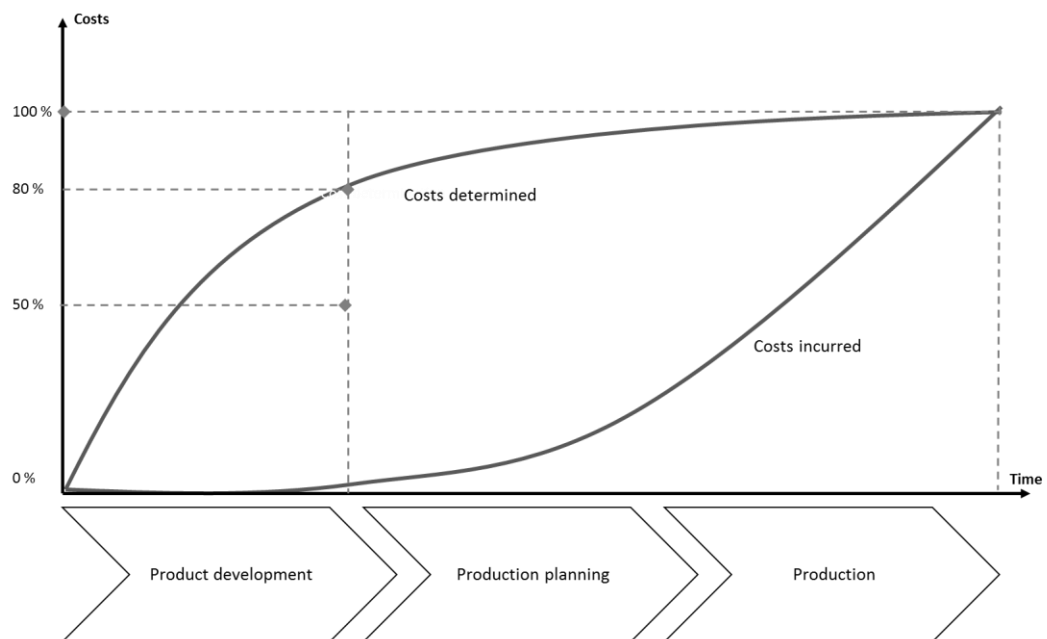 Costs
100 %
80 %
Costs determined
50 %
Costs incurred
0 %
Time
Product development
Production planning
Production